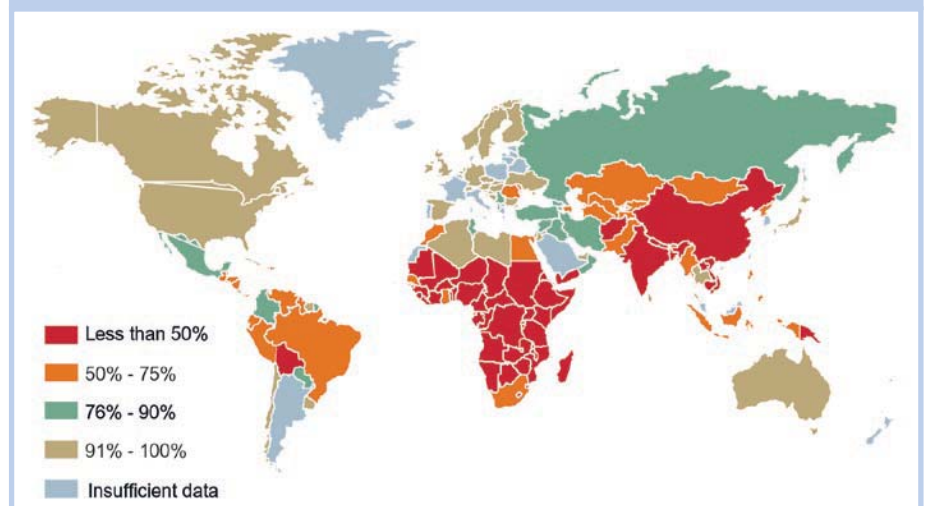 Less than 50%
50% - 75%
76% - 90%
91% - 100%
Insufficient data